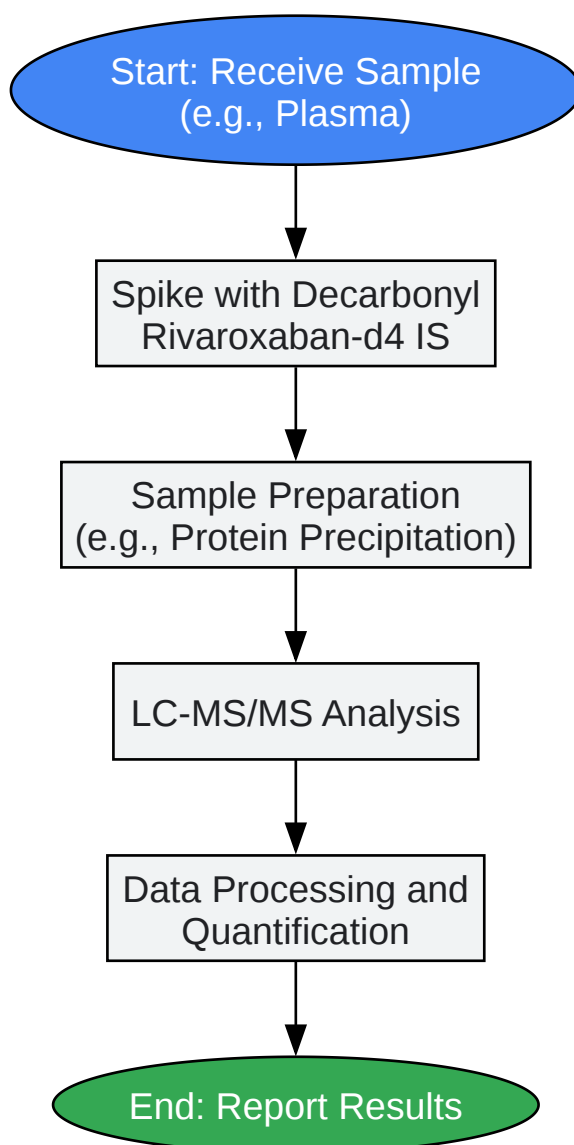 Start: Receive Sample
(e.g., Plasma)
Spike with Decarbonyl
Rivaroxaban-d4 IS
Sample Preparation
(e.g., Protein Precipitation)
LC-MS/MS Analysis
Data Processing and
Quantification
End: Report Results